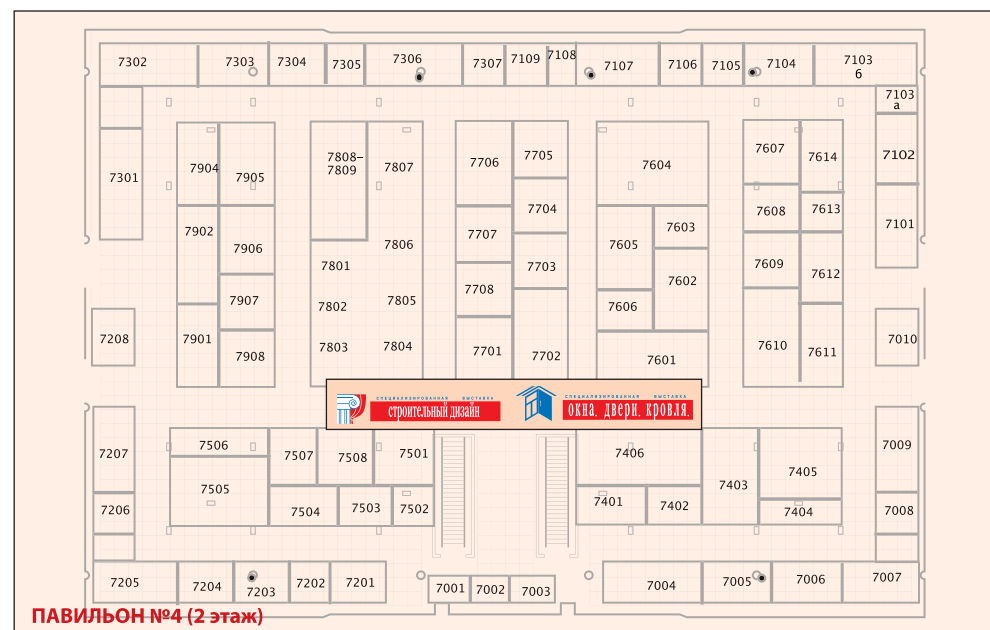 7302 7303 7304 7305 7306 7307 7109 7108 7107 7106 7105 7104 7103
б
7103
а
7301 7904 7905 7808– 7807 7706 7705 7604 7607 7614 7102
7809
7902 7906 7806 7707 7704 7605 7603 7608 7613 7101
7801 7703 7602 7609 7612
7907 7802 7805 7708 7606
7208 7901 7908 7803 7804 7701 7702 7601 7610 7611 7010
СПЕЦИАЛИЗИРОВАННАЯ ВЫСТАВКА
строительный дизайн
СПЕЦИАЛИЗИРОВАННАЯ ВЫСТАВКА
окна. двери. кровля.
7207 7506 7507 7508 7501 7406 7403 7405 7009
7505
7206 7504 7503 7502 7401 7402 7404 7008
7205 7204 7203 7202 7201 7001 7002 7003 7004 7005 7006 7007
ПАВИЛЬОН №4 (2 этаж)